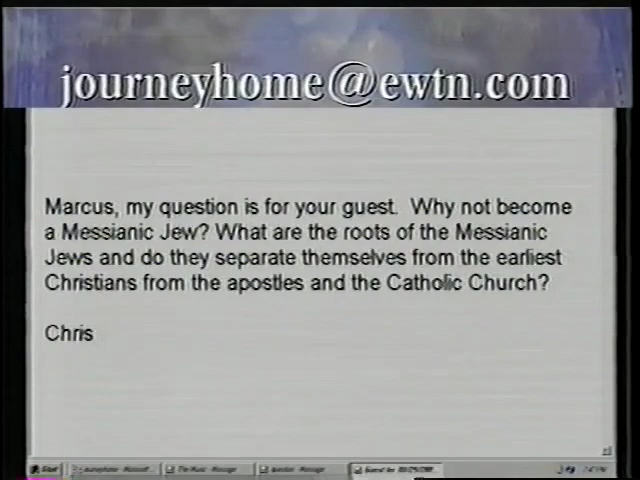 journeyhome@ewtn.com
Marcus, my question is for your guest. Why not become
a Messianic Jew? What are the roots of the Messianic
Jews and do they separate themselves from the earliest
Christians from the apostles and the Catholic Church?
Chris
Start